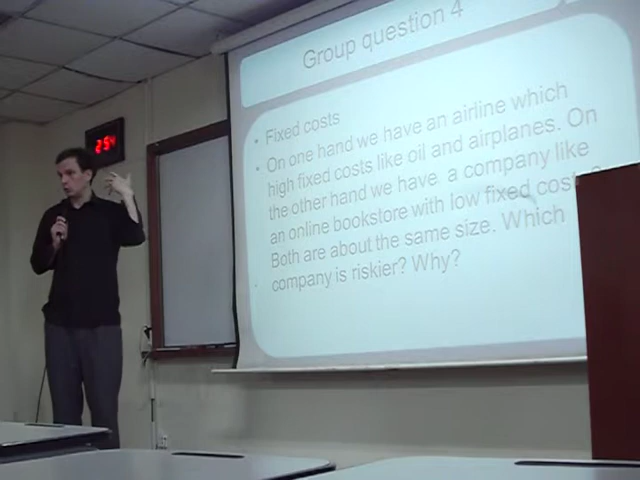 Group question 4
2:54
• Fixed costs
• On one hand we have an airline which
high fixed costs like oil and airplanes. On
the other hand we have a company like
an online bookstore with low fixed costs
Both are about the same size. Which
company is riskier? Why?